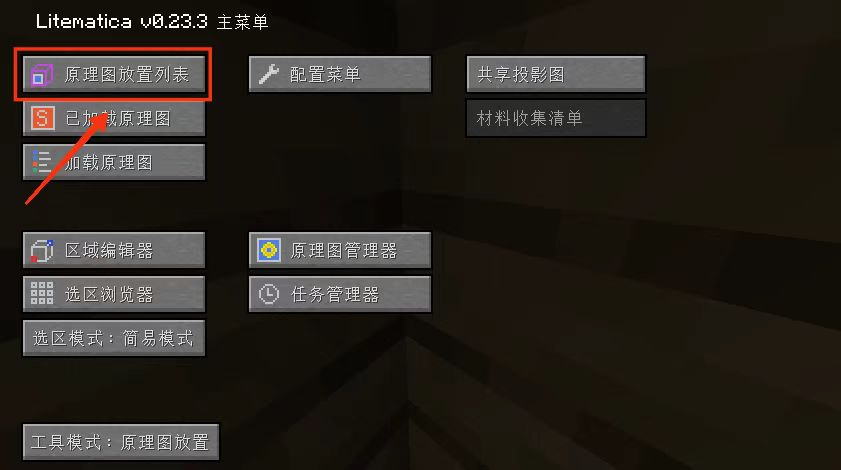 Litematica v0.23.3 主菜单
原理图放置列表
配置菜单
共享投影图
已加载原理图
材料收集清单
加载原理图
区域编辑器
原理图管理器
选区浏览器
任务管理器
选区模式：简易模式
工具模式：原理图放置